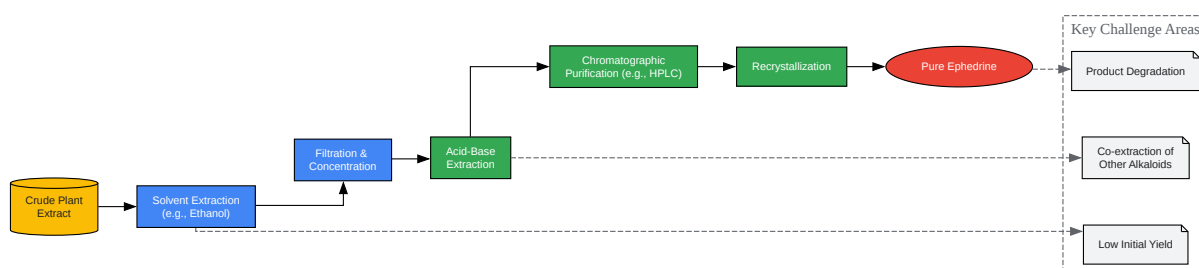 Key Challenge Areas
Chromatographic
Purification (e.g., HPLC)
Recrystallization
Pure Ephedrine
Product Degradation
Filtration &
Concentration
Acid-Base
Extraction
Co-extraction of
Other Alkaloids
Crude Plant
Extract
Solvent Extraction
(e.g., Ethanol)
Low Initial Yield